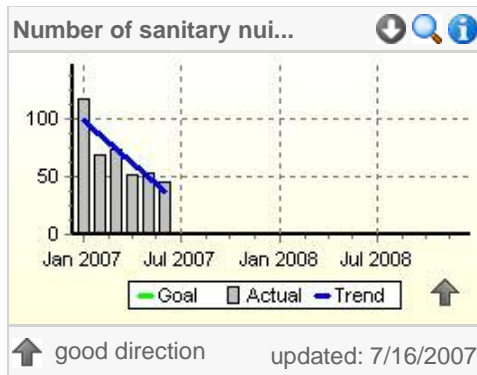 Number of sanitary nui...
100
50
0
Jan 2007 Jul 2007 Jan 2008 Jul 2008
Goal Actual Trend
good direction updated: 7/16/2007